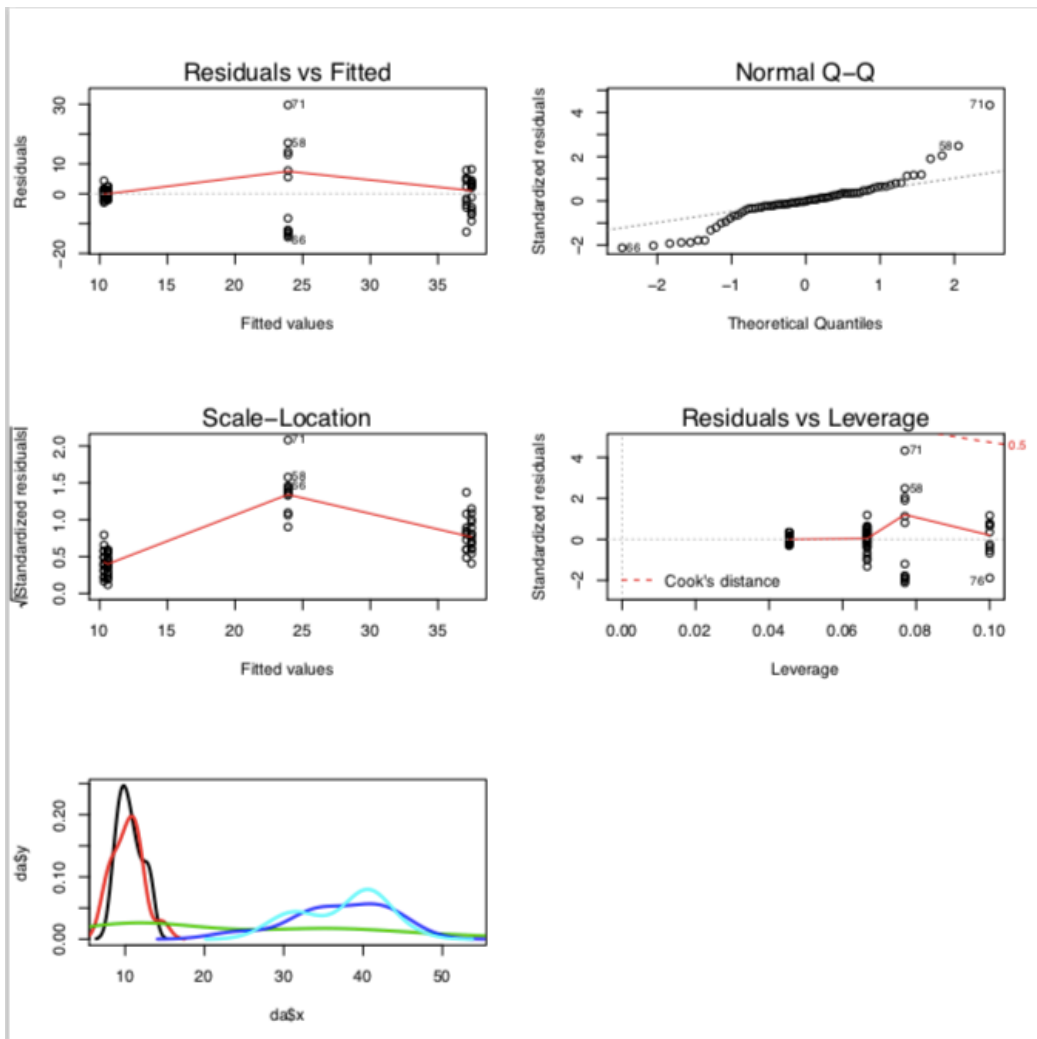 Residuals vs Fitted
Residuals
30
10
0
−20
71
58
66
10 15 20 25 30 35
Fitted values
Normal Q−Q
Standardized residuals
4
2
0
−2
71
58
66
−2 −1 0 1 2
Theoretical Quantiles
Scale−Location
√|Standardized residuals|
2.0
1.5
1.0
0.5
0.0
71
58
66
10 15 20 25 30 35
Fitted values
Residuals vs Leverage
Standardized residuals
4
2
0
−2
71
58
76
0.5
Cook's distance
0.00 0.02 0.04 0.06 0.08 0.10
Leverage
da$y
0.20
0.10
0.00
10 20 30 40 50
da$x